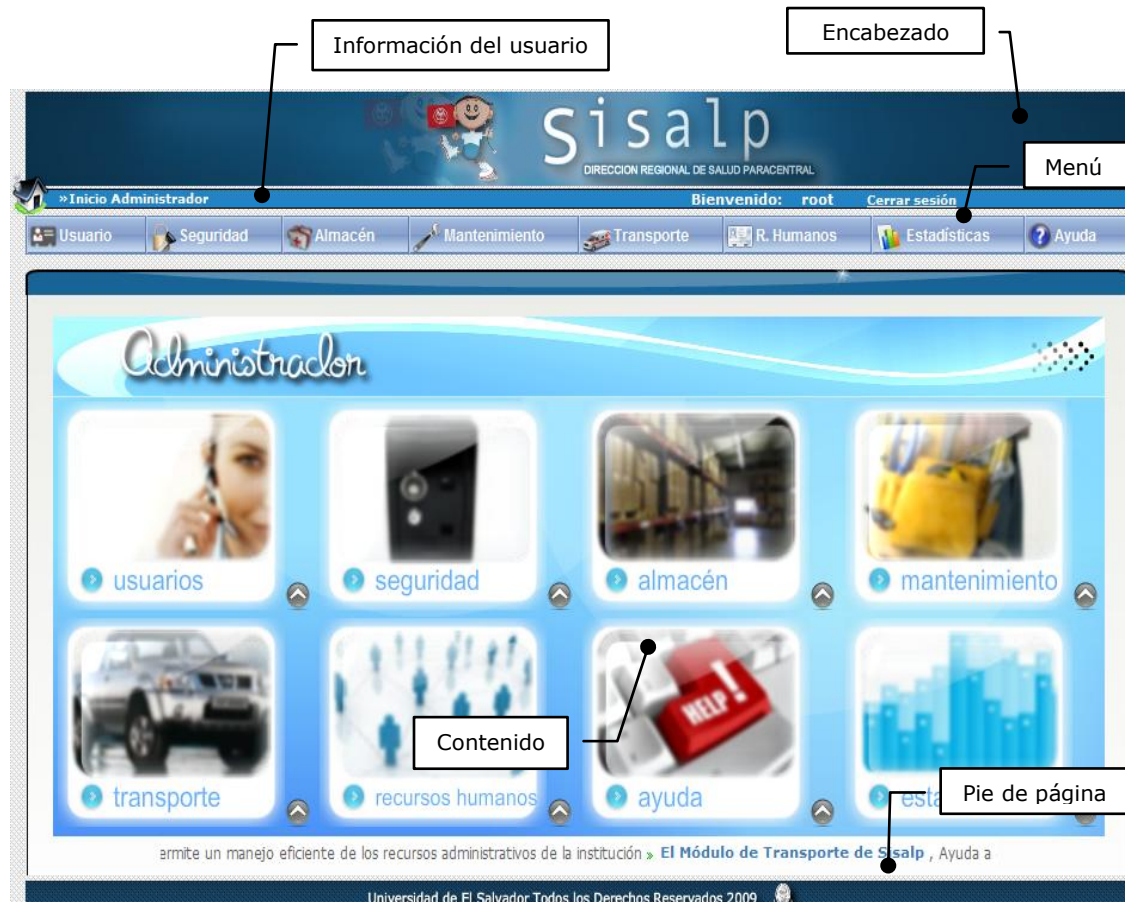 Información del usuario
Encabezado
sisalp
DIRECCION REGIONAL DE SALUD PARACENTRAL
Menú
»Inicio Administrador Bienvenido: root Cerrar sesión
Usuario Seguridad Almacén Mantenimiento Transporte R. Humanos Estadísticas Ayuda
Administrador
usuarios seguridad almacén mantenimiento
HELP!
Contenido
transporte recursos humanos ayuda esta
Pie de página
ermite un manejo eficiente de los recursos administrativos de la institución » El Módulo de Transporte de Sisalp , Ayuda a
Universidad de El Salvador Todos los Derechos Reservados 2009